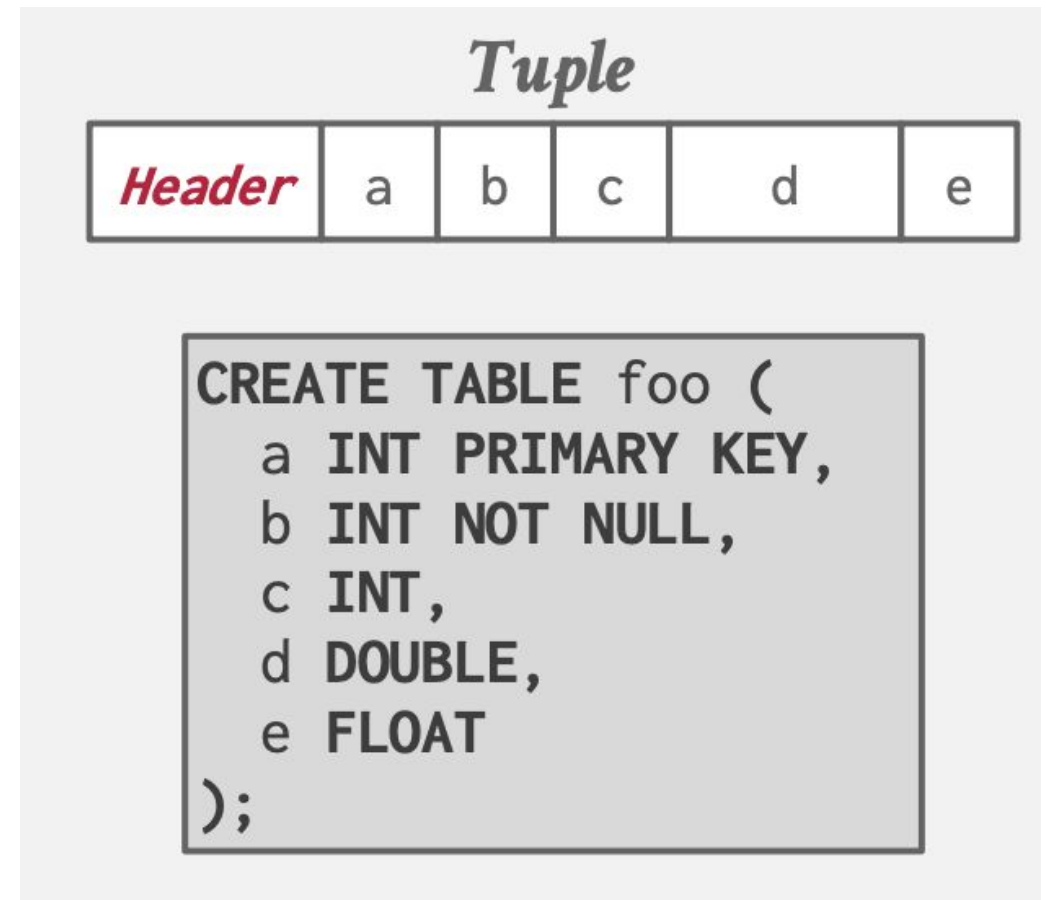 Tuple
Header a b c d e
CREATE TABLE foo (
  a INT PRIMARY KEY,
  b INT NOT NULL,
  c INT,
  d DOUBLE,
  e FLOAT
);